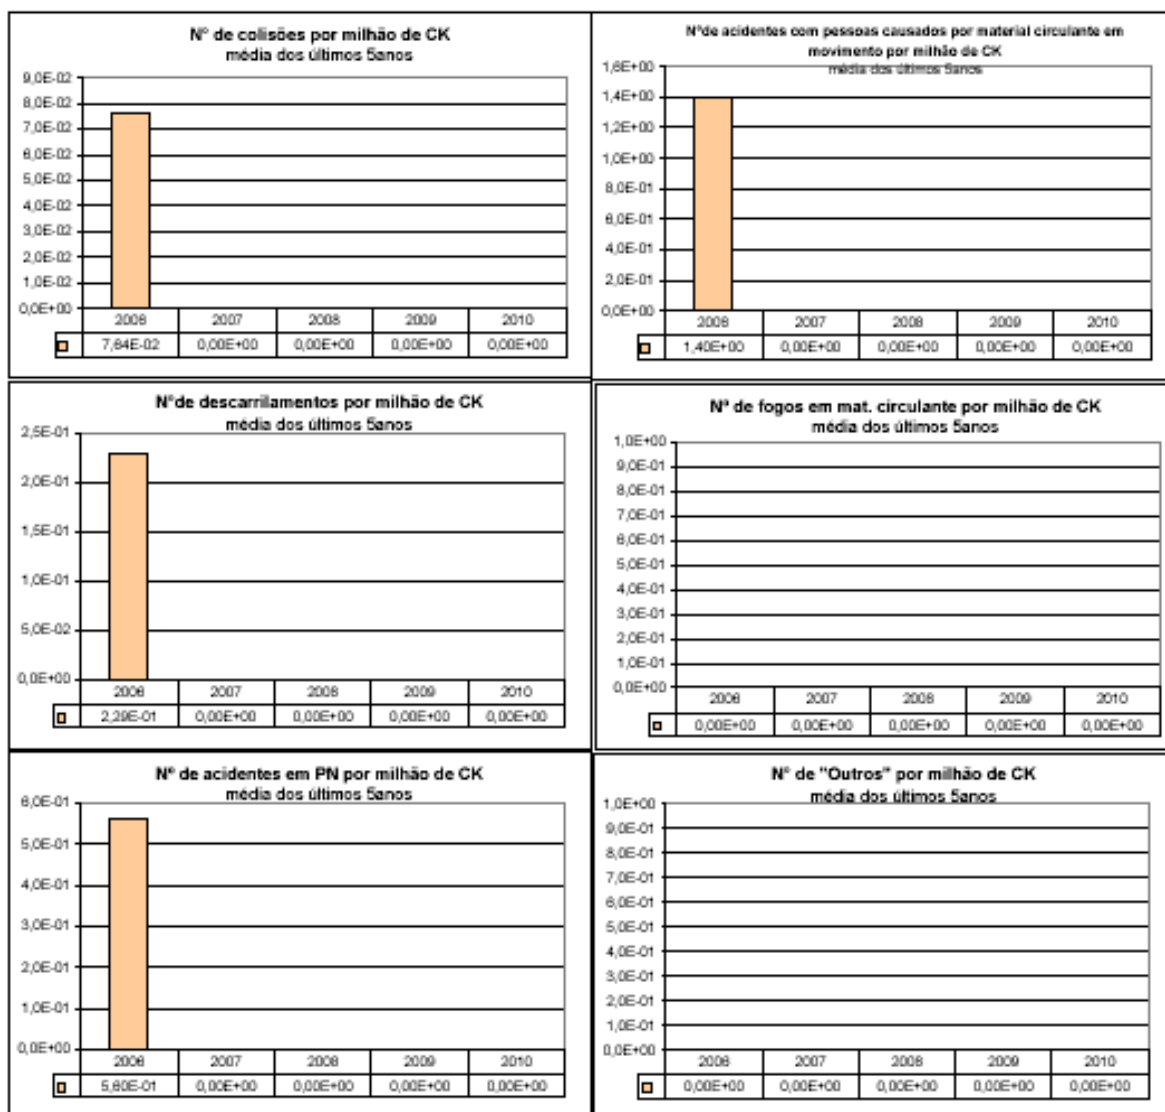 Nº de colisões por milhão de CK
média dos últimos 5anos
9,0E-02
8,0E-02
7,0E-02
6,0E-02
5,0E-02
4,0E-02
3,0E-02
2,0E-02
1,0E-02
0,0E+00
2006 2007 2008 2009 2010
7,64E-02 0,00E+00 0,00E+00 0,00E+00 0,00E+00
Nºde acidentes com pessoas causados por material circulante em
movimento por milhão de CK
média dos últimos 5anos
1,6E+00
1,4E+00
1,2E+00
1,0E+00
8,0E-01
6,0E-01
4,0E-01
2,0E-01
0,0E+00
2006 2007 2008 2009 2010
1,40E+00 0,00E+00 0,00E+00 0,00E+00 0,00E+00
Nºde descarrilamentos por milhão de CK
média dos últimos 5anos
2,5E-01
2,0E-01
1,5E-01
1,0E-01
5,0E-02
0,0E+00
2006 2007 2008 2009 2010
2,29E-01 0,00E+00 0,00E+00 0,00E+00 0,00E+00
Nº de fogos em mat. circulante por milhão de CK
média dos últimos 5anos
1,0E+00
9,0E-01
8,0E-01
7,0E-01
6,0E-01
5,0E-01
4,0E-01
3,0E-01
2,0E-01
1,0E-01
0,0E+00
2006 2007 2008 2009 2010
0,00E+00 0,00E+00 0,00E+00 0,00E+00 0,00E+00
Nº de acidentes em PN por milhão de CK
média dos últimos 5anos
6,0E-01
5,0E-01
4,0E-01
3,0E-01
2,0E-01
1,0E-01
0,0E+00
2006 2007 2008 2009 2010
5,60E-01 0,00E+00 0,00E+00 0,00E+00 0,00E+00
Nº de "Outros" por milhão de CK
média dos últimos 5anos
1,0E+00
9,0E-01
8,0E-01
7,0E-01
6,0E-01
5,0E-01
4,0E-01
3,0E-01
2,0E-01
1,0E-01
0,0E+00
2006 2007 2008 2009 2010
0,00E+00 0,00E+00 0,00E+00 0,00E+00 0,00E+00